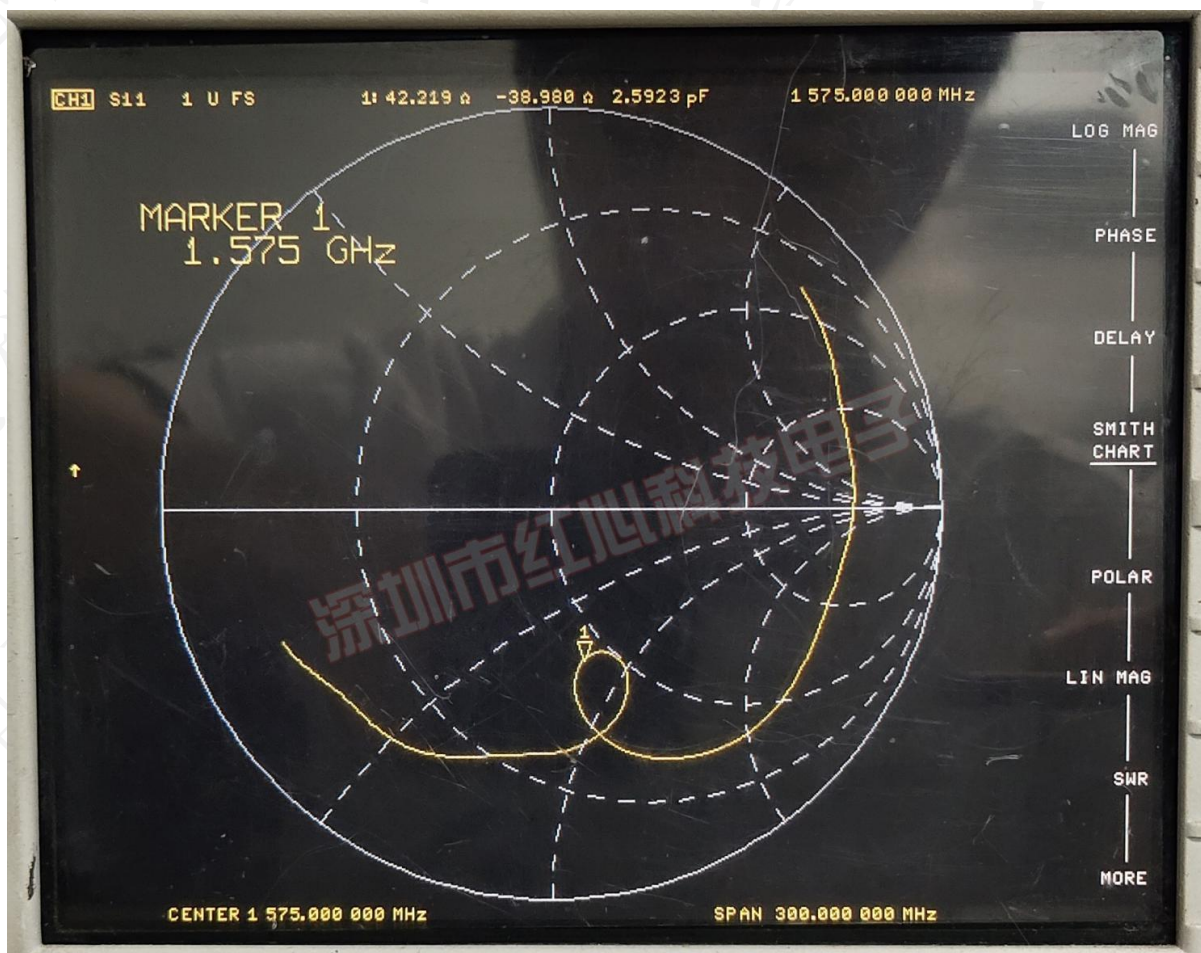 CH1 S11 1 U FS 1: 42.219 Ω -38.980 Ω 2.5923 pF 1 575.000 000 MHz
LOG MAG
MARKER 1
1.575 GHz
PHASE
DELAY
SMITH
CHART
深圳市红心科技电子
1
POLAR
LIN MAG
SWR
MORE
CENTER 1 575.000 000 MHz SPAN 300.000 000 MHz